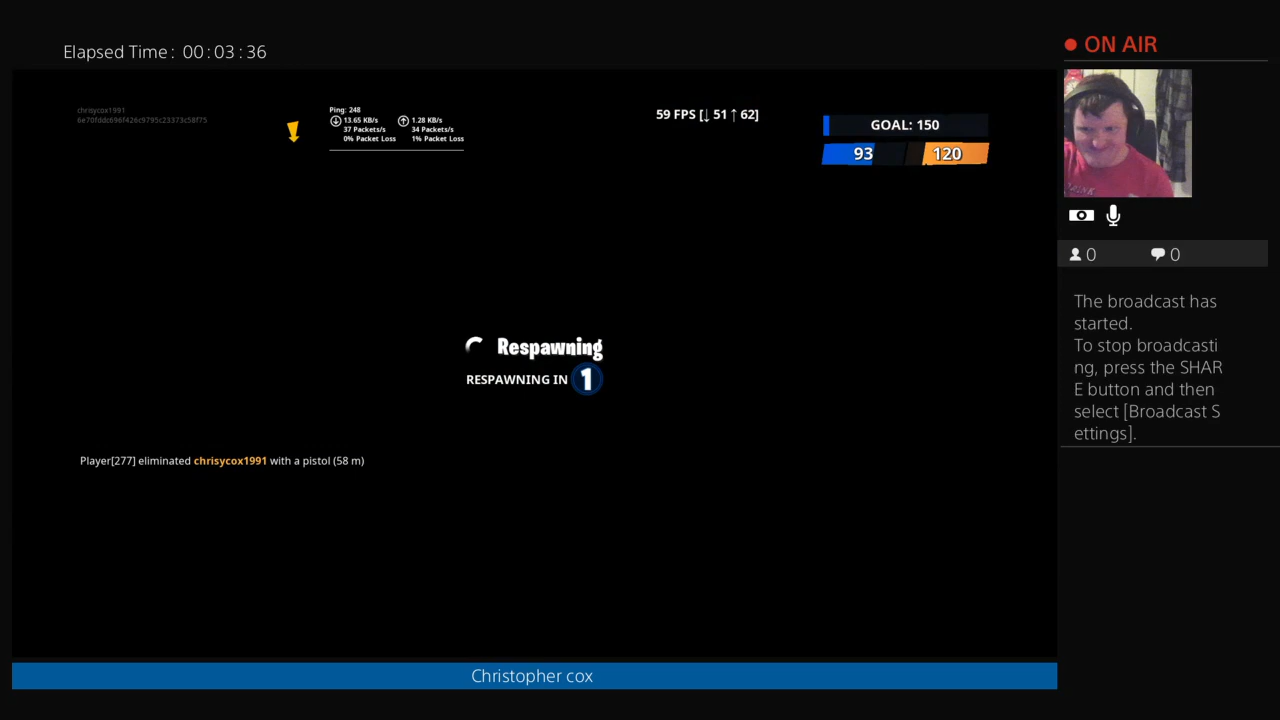 Elapsed Time: 00:03:36
ON AIR
chrisycox1991
6e70fddc696f426c9795c23373c58f75
Ping: 248
13.65 KB/s 1.28 KB/s
37 Packets/s 34 Packets/s
0% Packet Loss 1% Packet Loss
59 FPS [↓ 51 ↑ 62]
GOAL: 150
93 120
0 0
The broadcast has
started.
To stop broadcasti
ng, press the SHAR
E button and then
select [Broadcast S
ettings].
Respawning
RESPAWNING IN 1
Player[277] eliminated chrisycox1991 with a pistol (58 m)
Christopher cox